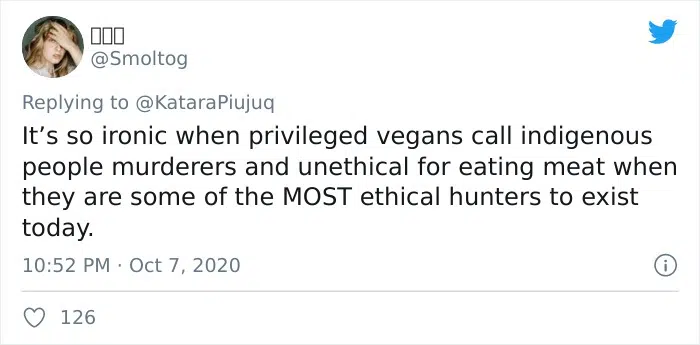 @Smoltog
Replying to @KataraPiujuq
It’s so ironic when privileged vegans call indigenous
people murderers and unethical for eating meat when
they are some of the MOST ethical hunters to exist
today.
10:52 PM · Oct 7, 2020
126